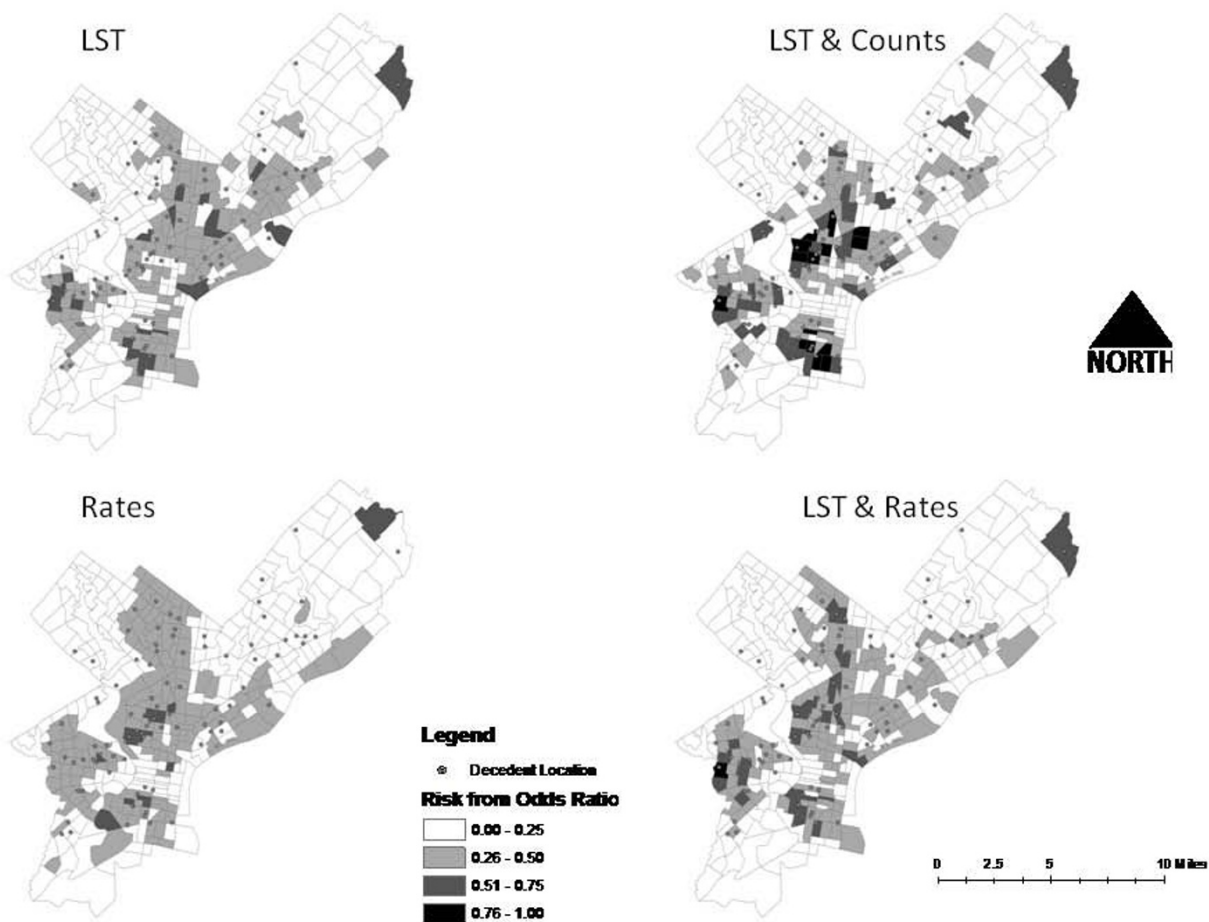 LST
LST & Counts
NORTH
Rates
LST & Rates
Legend
Decedent Location
Risk from Odds Ratio
0.00 - 0.25
0.26 - 0.50
0.51 - 0.75
0.76 - 1.00
0 2.5 5 10 Miles